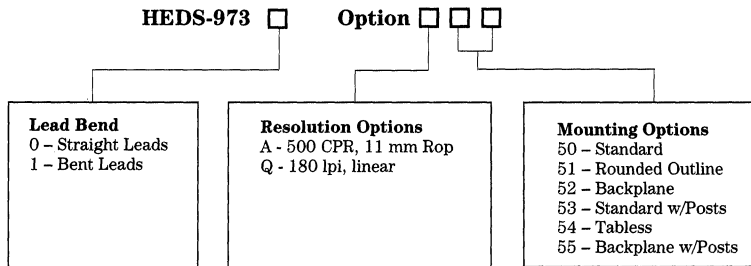 HEDS-973 □ Option □ □ □
Lead Bend
0 – Straight Leads
1 – Bent Leads
Resolution Options
A - 500 CPR, 11 mm Rop
Q - 180 lpi, linear
Mounting Options
50 – Standard
51 – Rounded Outline
52 – Backplane
53 – Standard w/Posts
54 – Tabless
55 – Backplane w/Posts